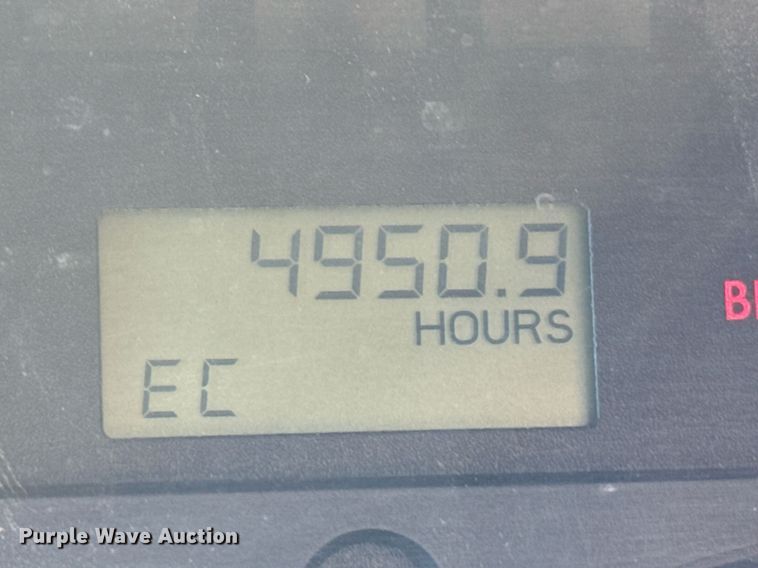 4950.9
HOURS
EC
Purple Wave Auction